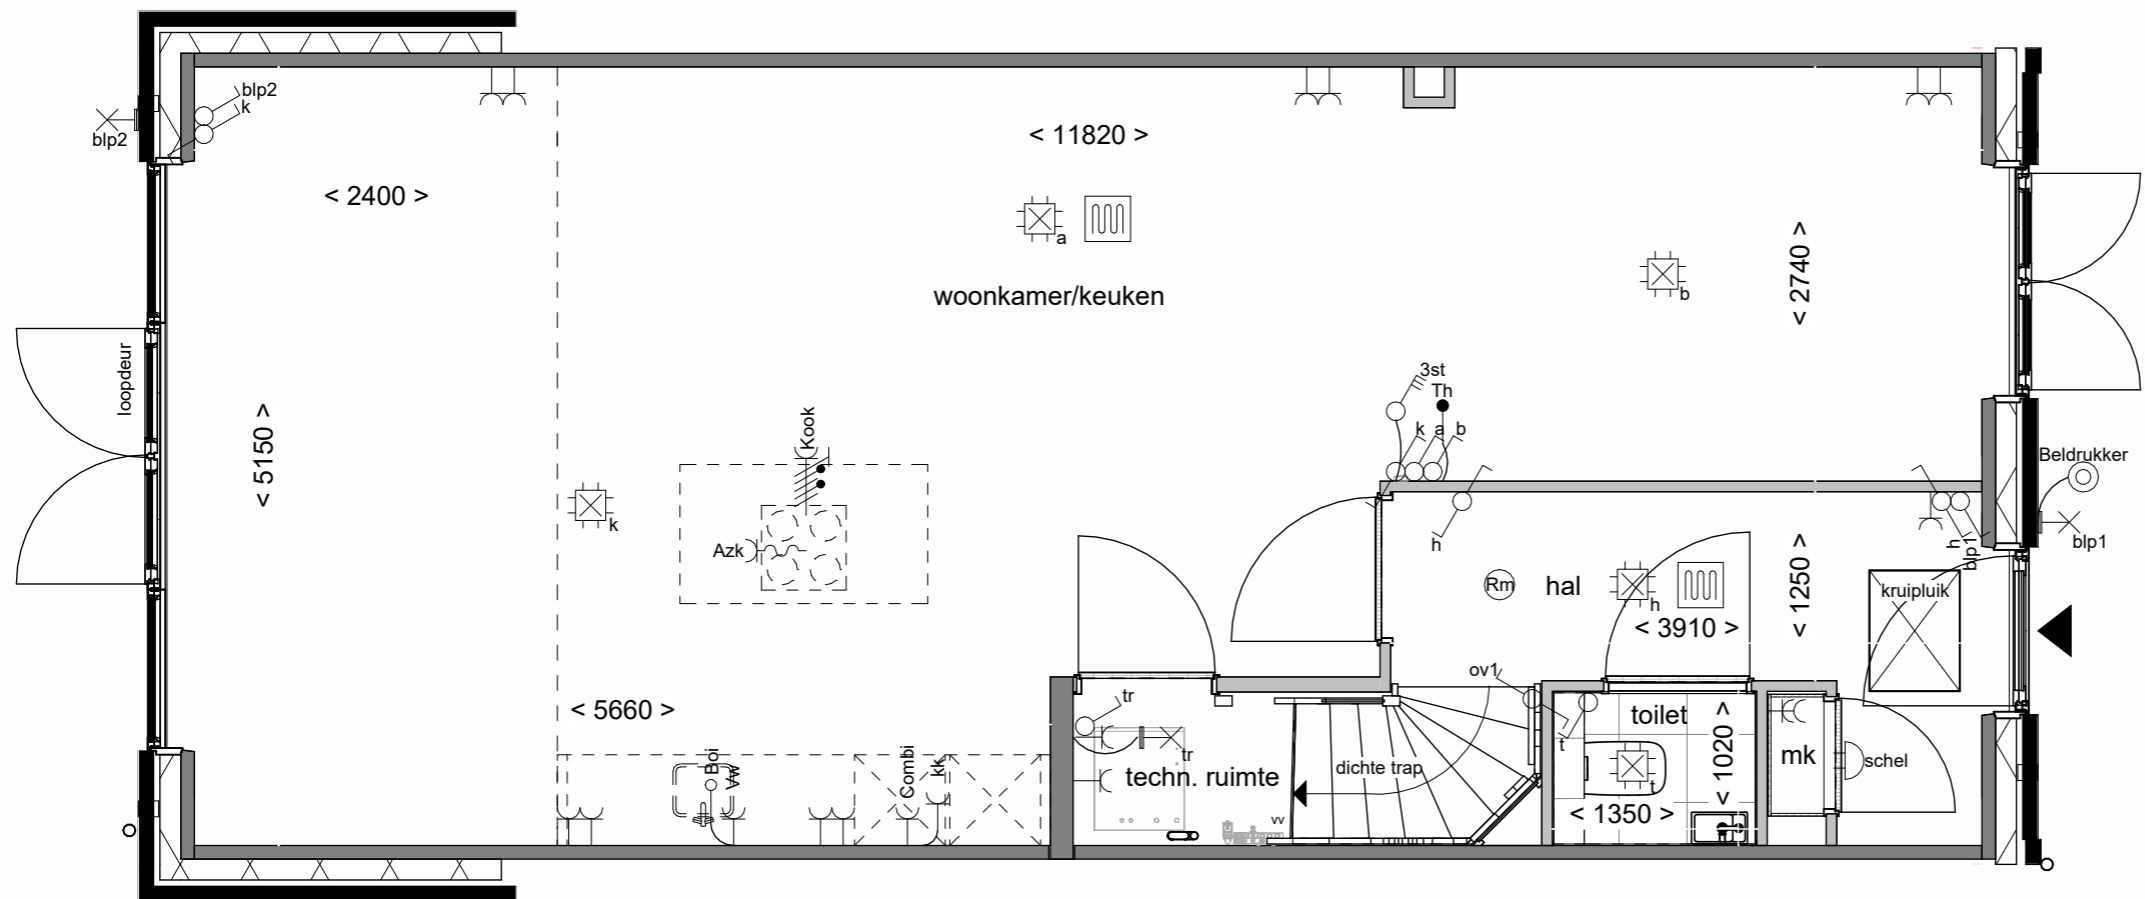 blp2
k
blp2
< 11820 >
< 2400 >
a
woonkamer/keuken
b
< 2740 >
loopdeur
< 5150 >
3st
Th
k a b
Kook
Beldrukker
k
Azk
h
h
blp1
blp1
Rm
hal
h
< 3910 >
< 1250 >
kruipluik
< 5660 >
tr
ov1
t
toilet
< 1020 >
Boi
Vw
Combi
kk
tr
techn. ruimte
dichte trap
t
mk
schel
< 1350 >
vv